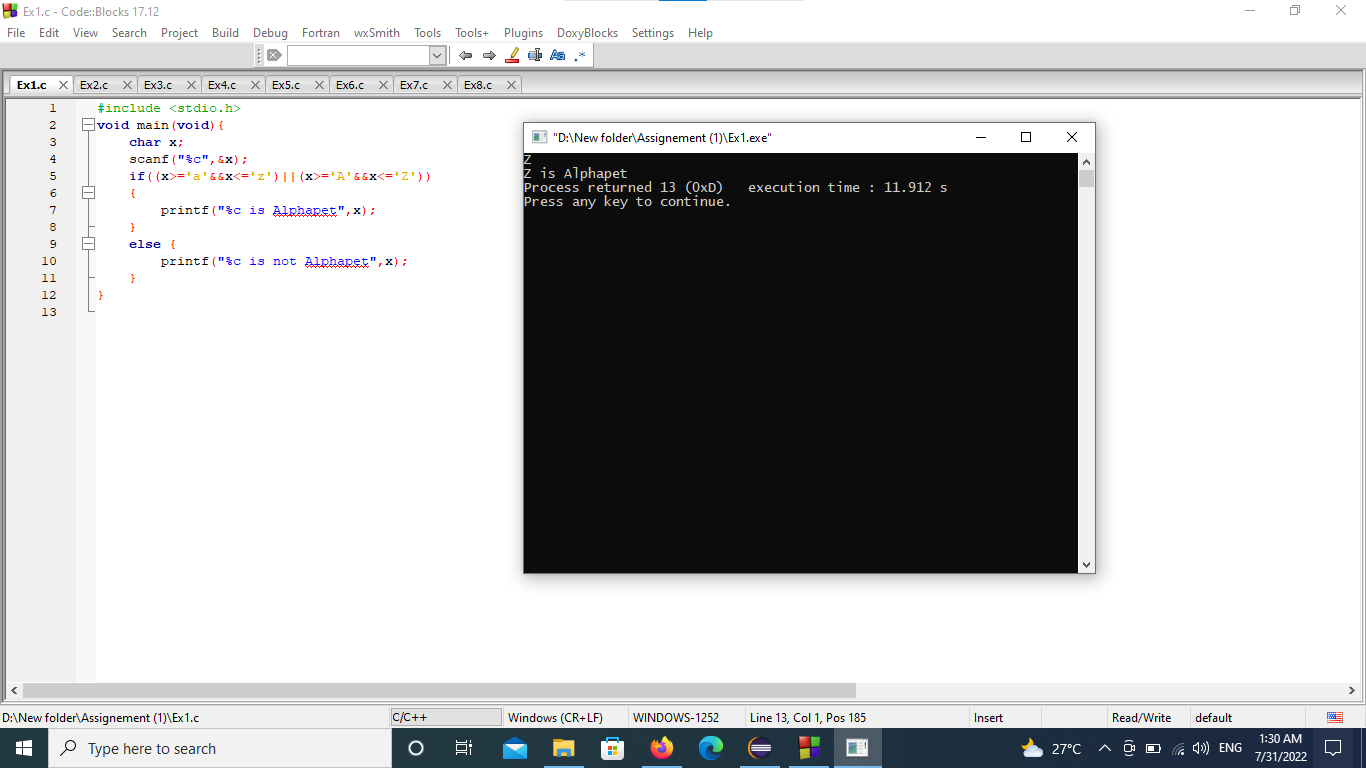 Ex1.c - Code::Blocks 17.12
File Edit View Search Project Build Debug Fortran wxSmith Tools Tools+ Plugins DoxyBlocks Settings Help
Ex1.c Ex2.c Ex3.c Ex4.c Ex5.c Ex6.c Ex7.c Ex8.c
1 #include <stdio.h>
2 void main(void){
3 char x;
4 scanf("%c",&x);
5 if((x>='a'&&x<='z')||(x>='A'&&x<='Z'))
6 {
7 printf("%c is Alphapet",x);
8 }
9 else {
10 printf("%c is not Alphapet",x);
11 }
12 }
13
"D:\New folder\Assignement (1)\Ex1.exe"
Z
Z is Alphapet
Process returned 13 (0xD)   execution time : 11.912 s
Press any key to continue.
D:\New folder\Assignement (1)\Ex1.c C/C++ Windows (CR+LF) WINDOWS-1252 Line 13, Col 1, Pos 185 Insert Read/Write default
Type here to search 27°C ENG 1:30 AM
7/31/2022